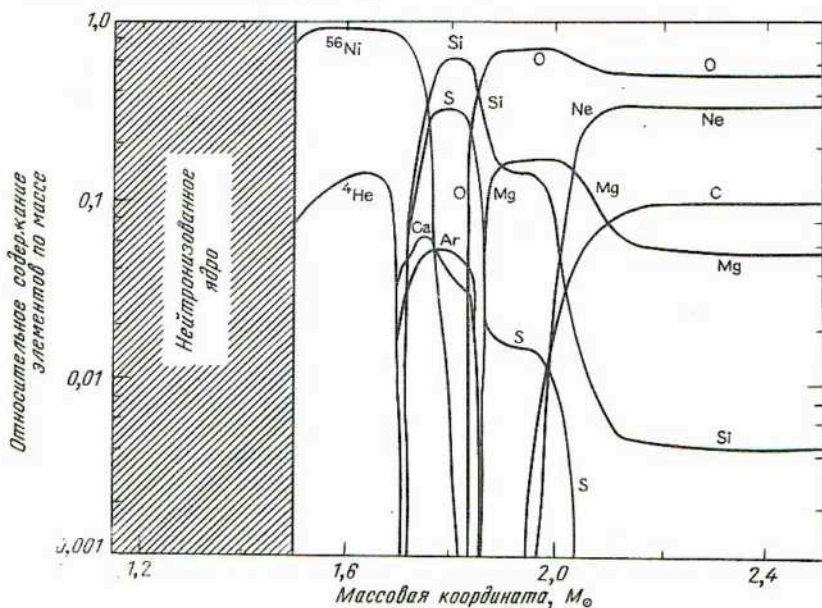 Относительное содержание
элементов по массе
1,0
0,1
0,01
0,001
Нейтронизованное
ядро
⁵⁶Ni
⁴He
Si
S
Ca
Ar
O
Si
Mg
O
O
Ne
Ne
Mg
C
Mg
S
Si
S
1,2
1,6
2,0
2,4
Массовая координата, M⊙